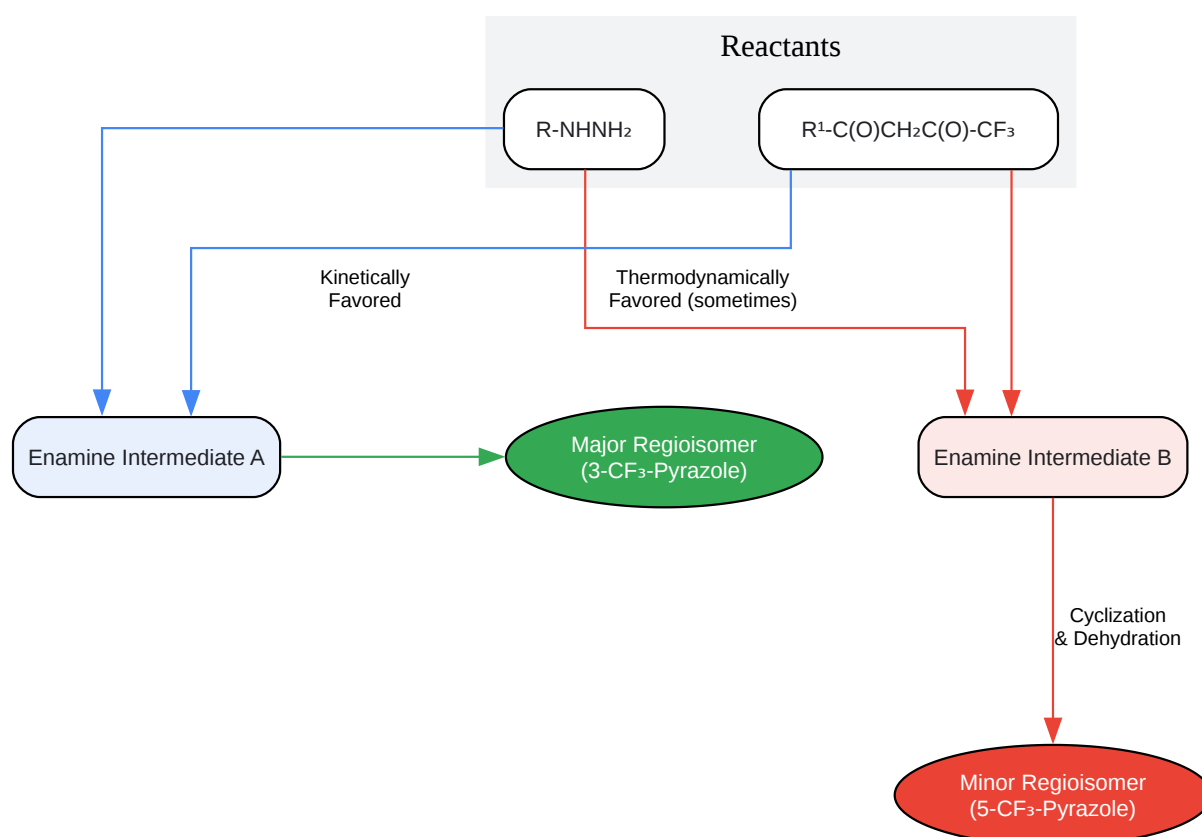 Reactants
R-NHNH₂
R¹-C(O)CH₂C(O)-CF₃
Kinetically
Favored
Thermodynamically
Favored (sometimes)
Enamine Intermediate A
Major Regioisomer
(3-CF₃-Pyrazole)
Enamine Intermediate B
Cyclization
& Dehydration
Minor Regioisomer
(5-CF₃-Pyrazole)